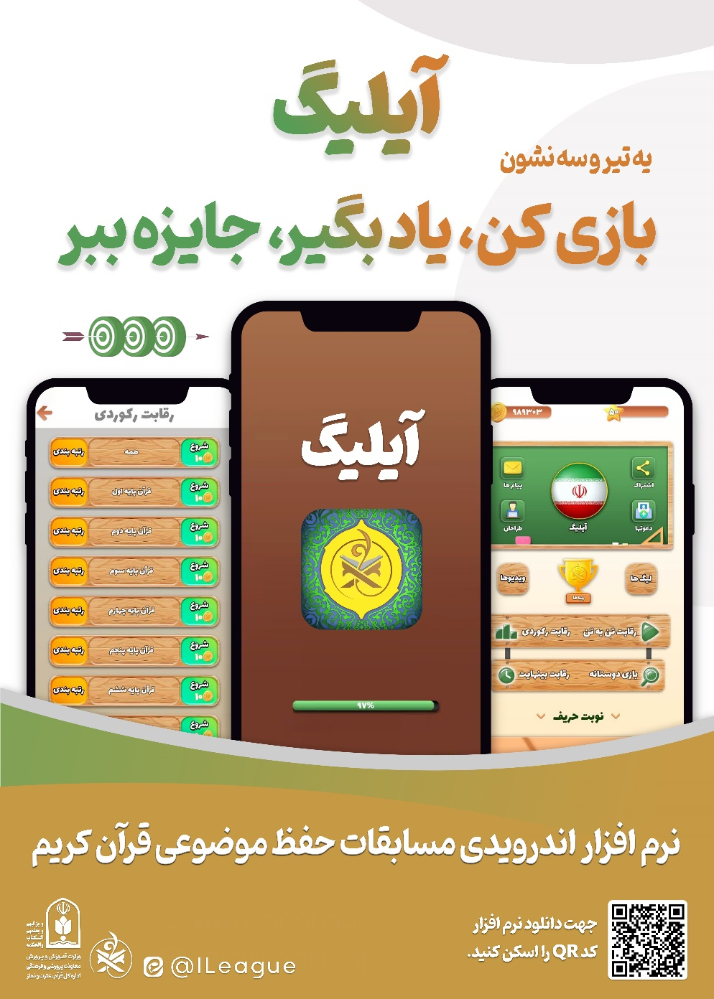 آیلیگ
یه تیر و سه نشون
بازی کن، یاد بگیر، جایزه ببر
رقابت رکوردی
رتبه بندی همه شروع ۱۰
رتبه بندی قرآن پایه اول شروع ۱۰
رتبه بندی قرآن پایه دوم شروع ۱۰
رتبه بندی قرآن پایه سوم شروع ۱۰
رتبه بندی قرآن پایه چهارم شروع ۱۰
رتبه بندی قرآن پایه پنجم شروع ۱۰
رتبه بندی قرآن پایه ششم شروع ۱۰
شروع
آیلیگ
۹۷%
۹۸۹۳۰۳
۵۰
پیام ها
اشتراک
طراحان
آیلیگ
دعوتها
ویدیوها
رتبه ها
لیگ ها
رقابت تن به تن
رقابت رکوردی
بازی دوستانه
رقابت بینهایت
نوبت حریف
نرم افزار اندرویدی مسابقات حفظ موضوعی قرآن کریم
جهت دانلود نرم افزار
کد QR را اسکن کنید.
@ILeague
و یزکیهم
و یعلمهم
الکتاب
والحکمه
وزارت آموزش و پرورش
معاونت پرورشی و فرهنگی
اداره کل قرآن، عترت و نماز